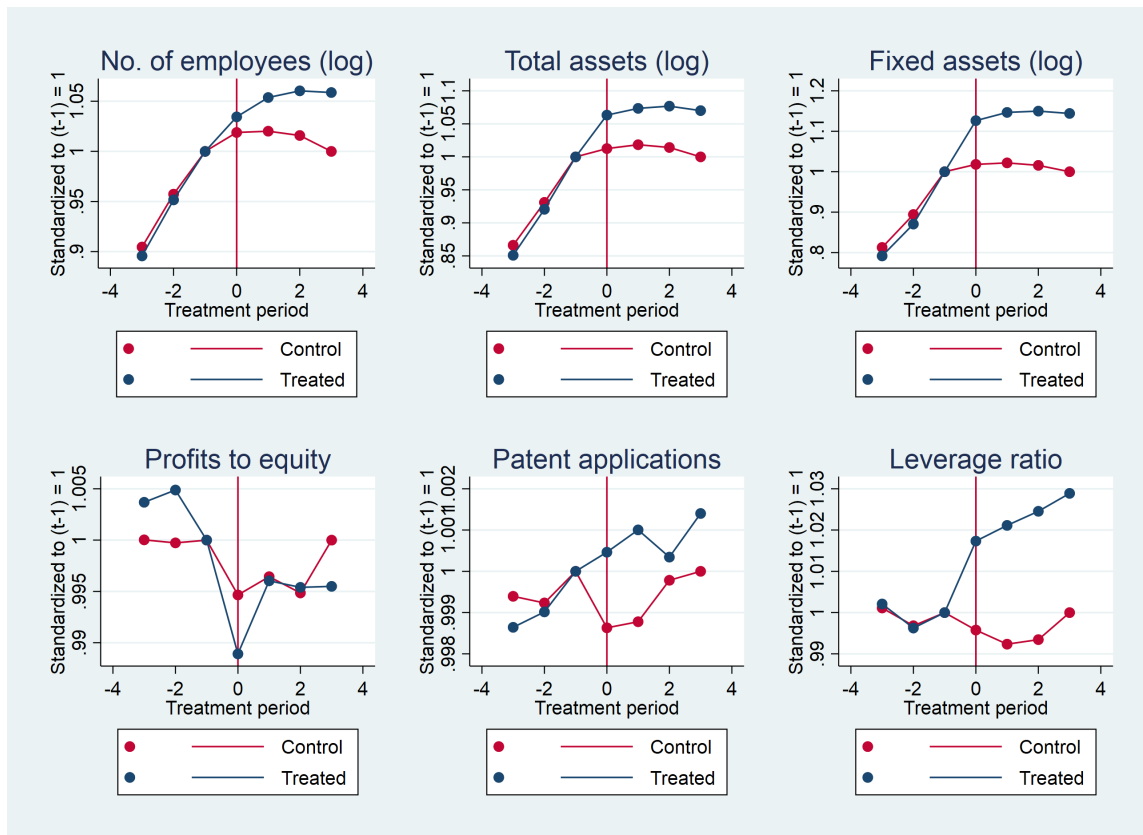 No. of employees (log)
Standardized to (t-1) = 1
1.05
1
.95
.9
-4 -2 0 2 4
Treatment period
Control
Treated
Total assets (log)
Standardized to (t-1) = 1
1.1
1.05
1
.95
.9
.85
-4 -2 0 2 4
Treatment period
Control
Treated
Fixed assets (log)
Standardized to (t-1) = 1
1.2
1.1
1
.9
.8
-4 -2 0 2 4
Treatment period
Control
Treated
Profits to equity
Standardized to (t-1) = 1
1.005
1
.995
.99
-4 -2 0 2 4
Treatment period
Control
Treated
Patent applications
Standardized to (t-1) = 1
1.002
1.001
1
.999
.998
-4 -2 0 2 4
Treatment period
Control
Treated
Leverage ratio
Standardized to (t-1) = 1
1.03
1.02
1.01
1
.99
-4 -2 0 2 4
Treatment period
Control
Treated